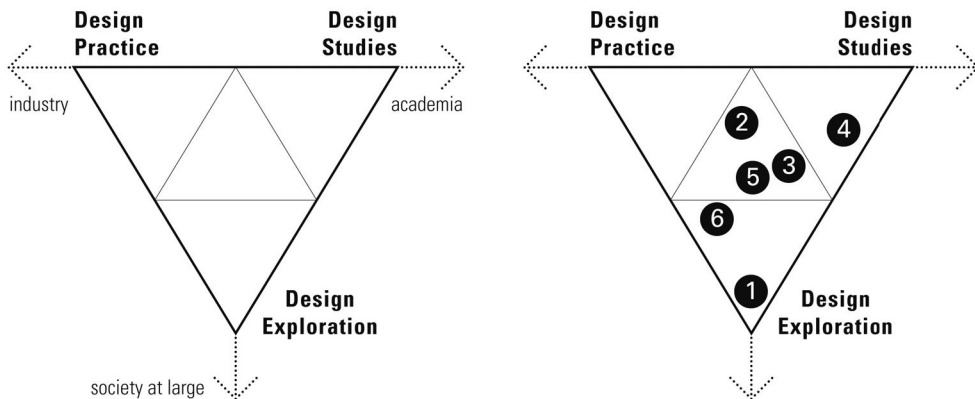 Design
Practice
Design
Studies
industry
academia
Design
Exploration
society at large
Design
Practice
Design
Studies
2
4
3
5
6
1
Design
Exploration